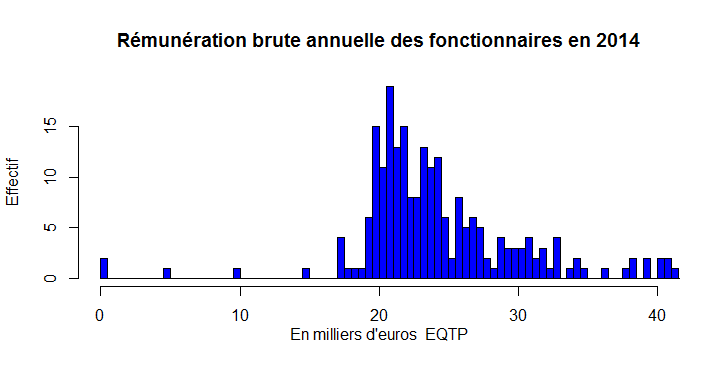 Rémunération brute annuelle des fonctionnaires en 2014
Effectif
15
10
5
0
0 10 20 30 40
En milliers d'euros  EQTP